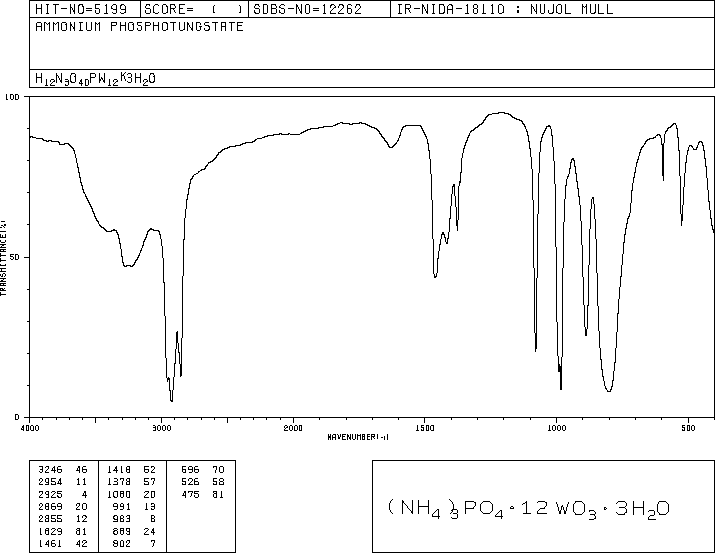 HIT-NO=5199 SCORE= ( ) SDBS-NO=12262 IR-NIDA-18110 : NUJOL MULL
AMMONIUM PHOSPHOTUNGSTATE
H12N3O40PW12*3H2O
100
50
0
TRANSMITTANCE(%)
4000 3000 2000 1500 1000 500
WAVENUMBER(-1)
3246 46 1418 52 596 70
2954 11 1378 57 526 58
2925 4 1080 20 475 81
2869 20 991 13
2855 12 983 8
1629 81 889 24
1461 42 802 7
(NH4)3PO4·12WO3·3H2O